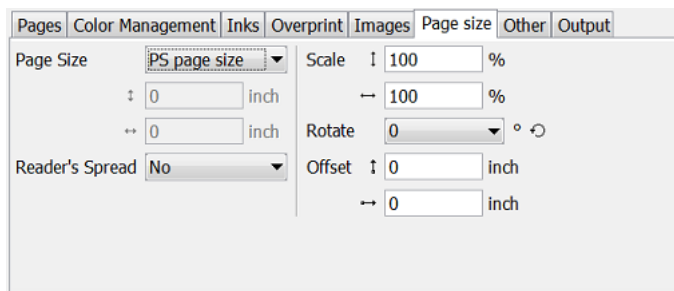 Pages Color Management Inks Overprint Images Page size Other Output
Page Size PS page size Scale 100 %
0 inch 100 %
0 inch Rotate 0 °
Reader's Spread No Offset 0 inch
0 inch